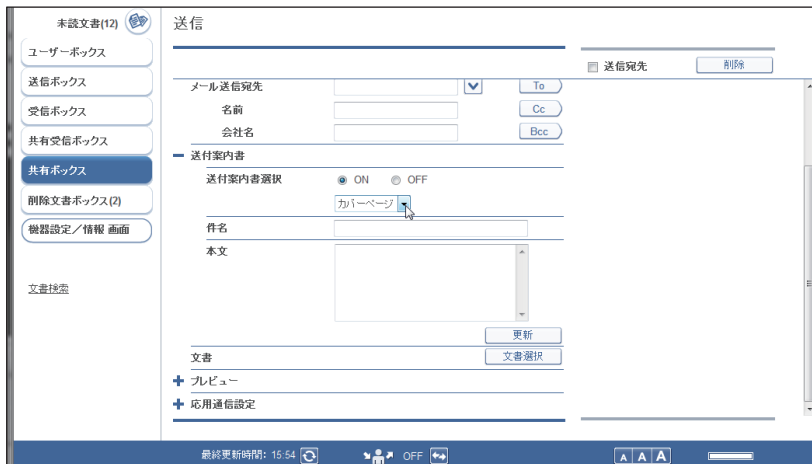 未読文書(12)
送信
ユーザーボックス
送信ボックス
受信ボックス
共有受信ボックス
共有ボックス
削除文書ボックス(2)
機器設定/情報 画面
文書検索
メール送信宛先
To
名前
Cc
会社名
Bcc
送付案内書
送付案内書選択
ON
OFF
カバーページ
件名
本文
更新
文書
文書選択
プレビュー
応用通信設定
送信宛先
削除
最終更新時間: 15:54
OFF
A A A